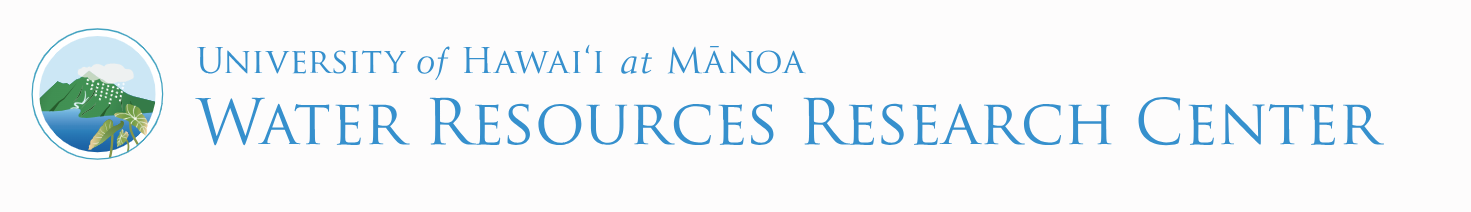 University of Hawaiʻi at Mānoa
Water Resources Research Center